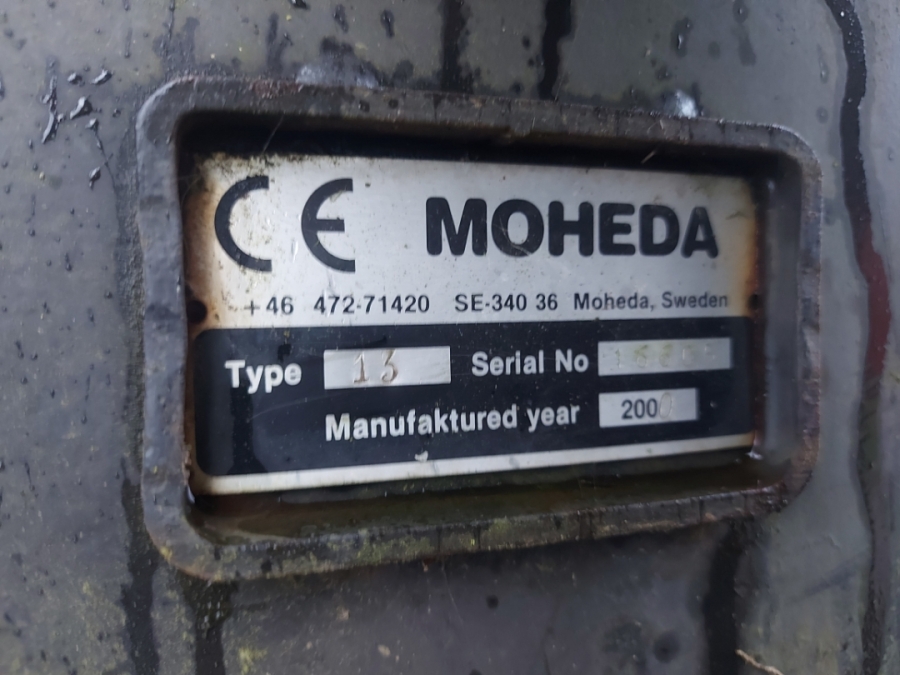 CE MOHEDA
+46 472-71420 SE-340 36 Moheda, Sweden
Type 13 Serial No
Manufaktured year